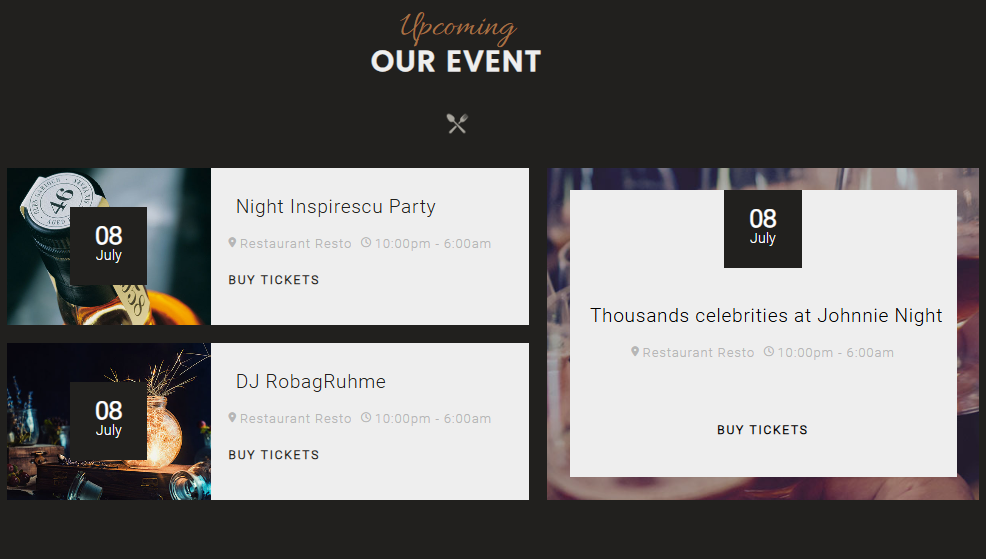 Upcoming
OUR EVENT
46
08
July
Night Inspirescu Party
Restaurant Resto 10:00pm - 6:00am
BUY TICKETS
08
July
DJ RobagRuhme
Restaurant Resto 10:00pm - 6:00am
BUY TICKETS
08
July
Thousands celebrities at Johnnie Night
Restaurant Resto 10:00pm - 6:00am
BUY TICKETS